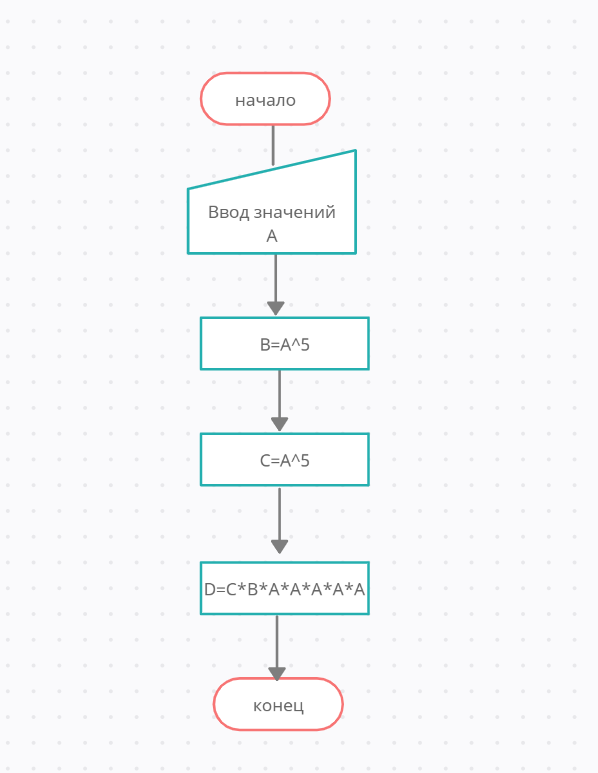 начало
Ввод значений
А
B=A^5
C=A^5
D=C*B*A*A*A*A*A
конец